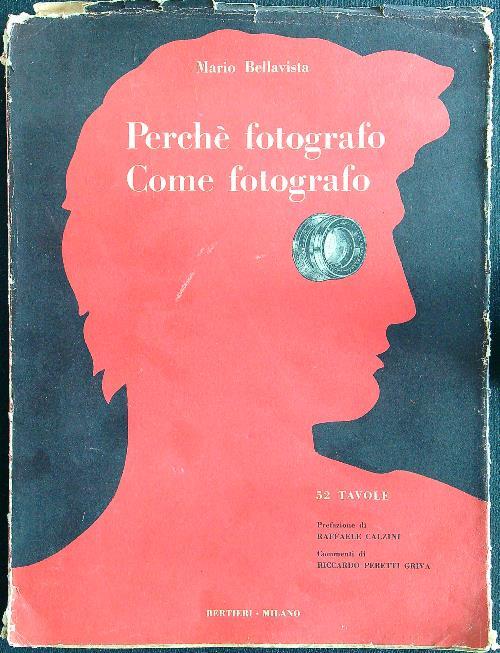 Mario Bellavista
Perchè fotografo
Come fotografo
52 TAVOLE
Prefazione di
RAFFAELE CALZINI
Commenti di
RICCARDO PERETTI GRIVA
BERTIERI - MILANO